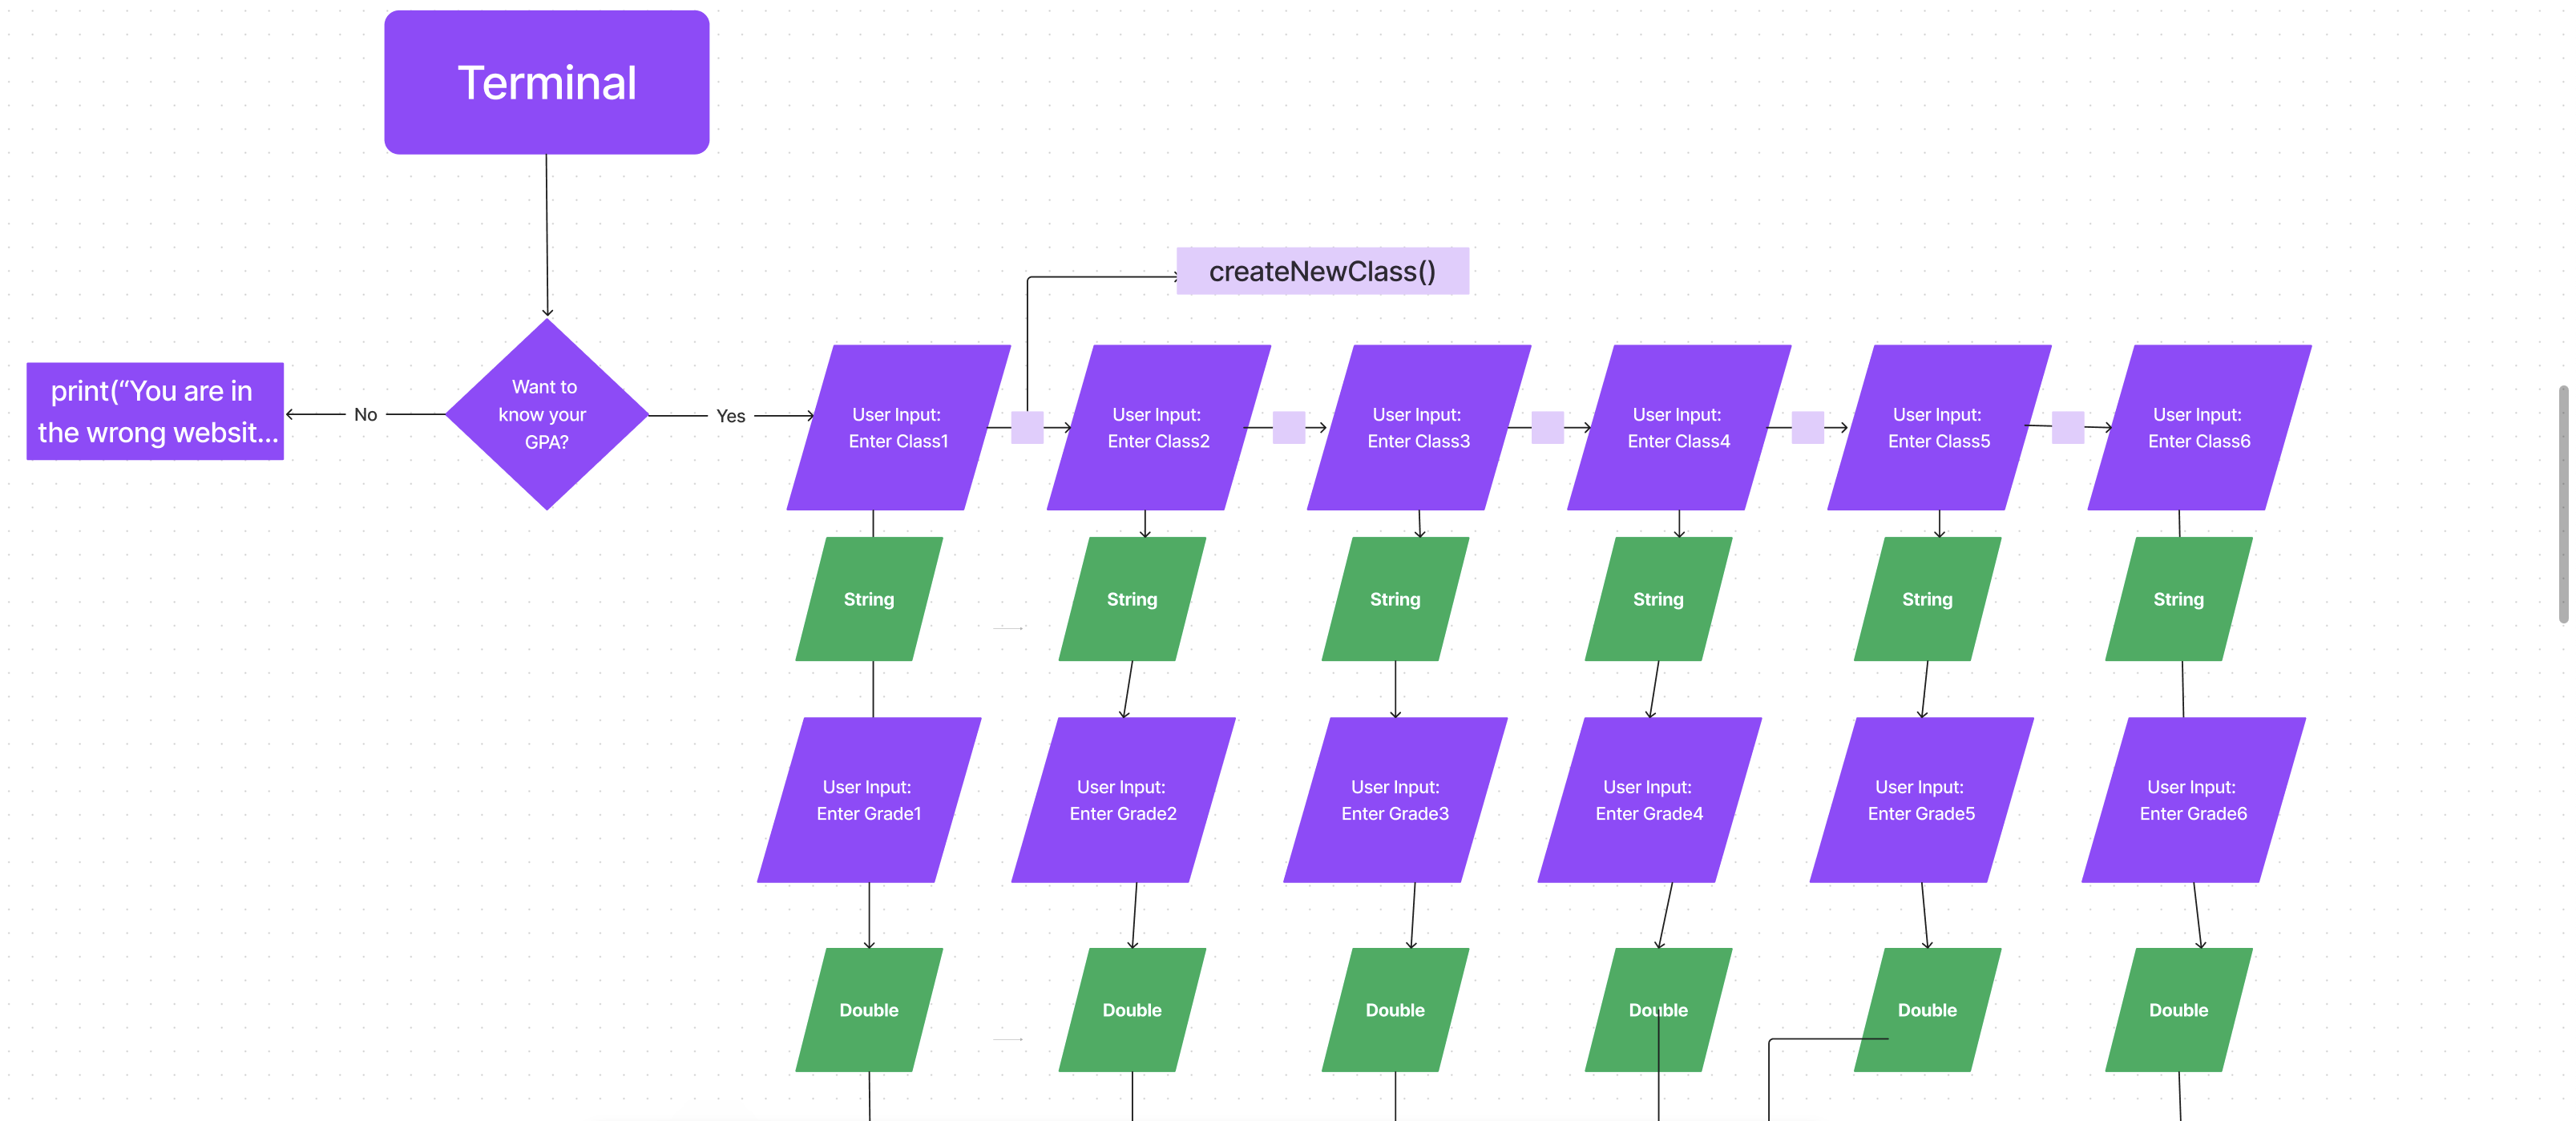 Terminal
createNewClass()
print(“You are in
the wrong websit...
No
Want to
know your
GPA?
Yes
User Input:
Enter Class1
User Input:
Enter Class2
User Input:
Enter Class3
User Input:
Enter Class4
User Input:
Enter Class5
User Input:
Enter Class6
String
String
String
String
String
String
User Input:
Enter Grade1
User Input:
Enter Grade2
User Input:
Enter Grade3
User Input:
Enter Grade4
User Input:
Enter Grade5
User Input:
Enter Grade6
Double
Double
Double
Double
Double
Double